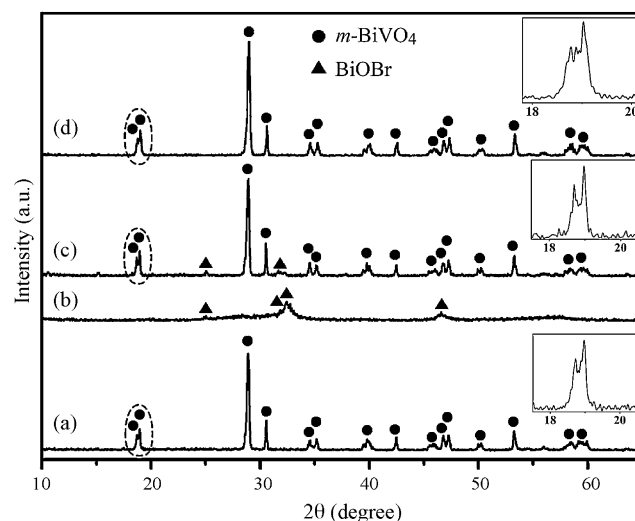 m-BiVO4
BiOBr
18
20
(d)
18
20
(c)
(b)
18
20
(a)
Intensity (a.u.)
10
20
30
40
50
60
2θ (degree)